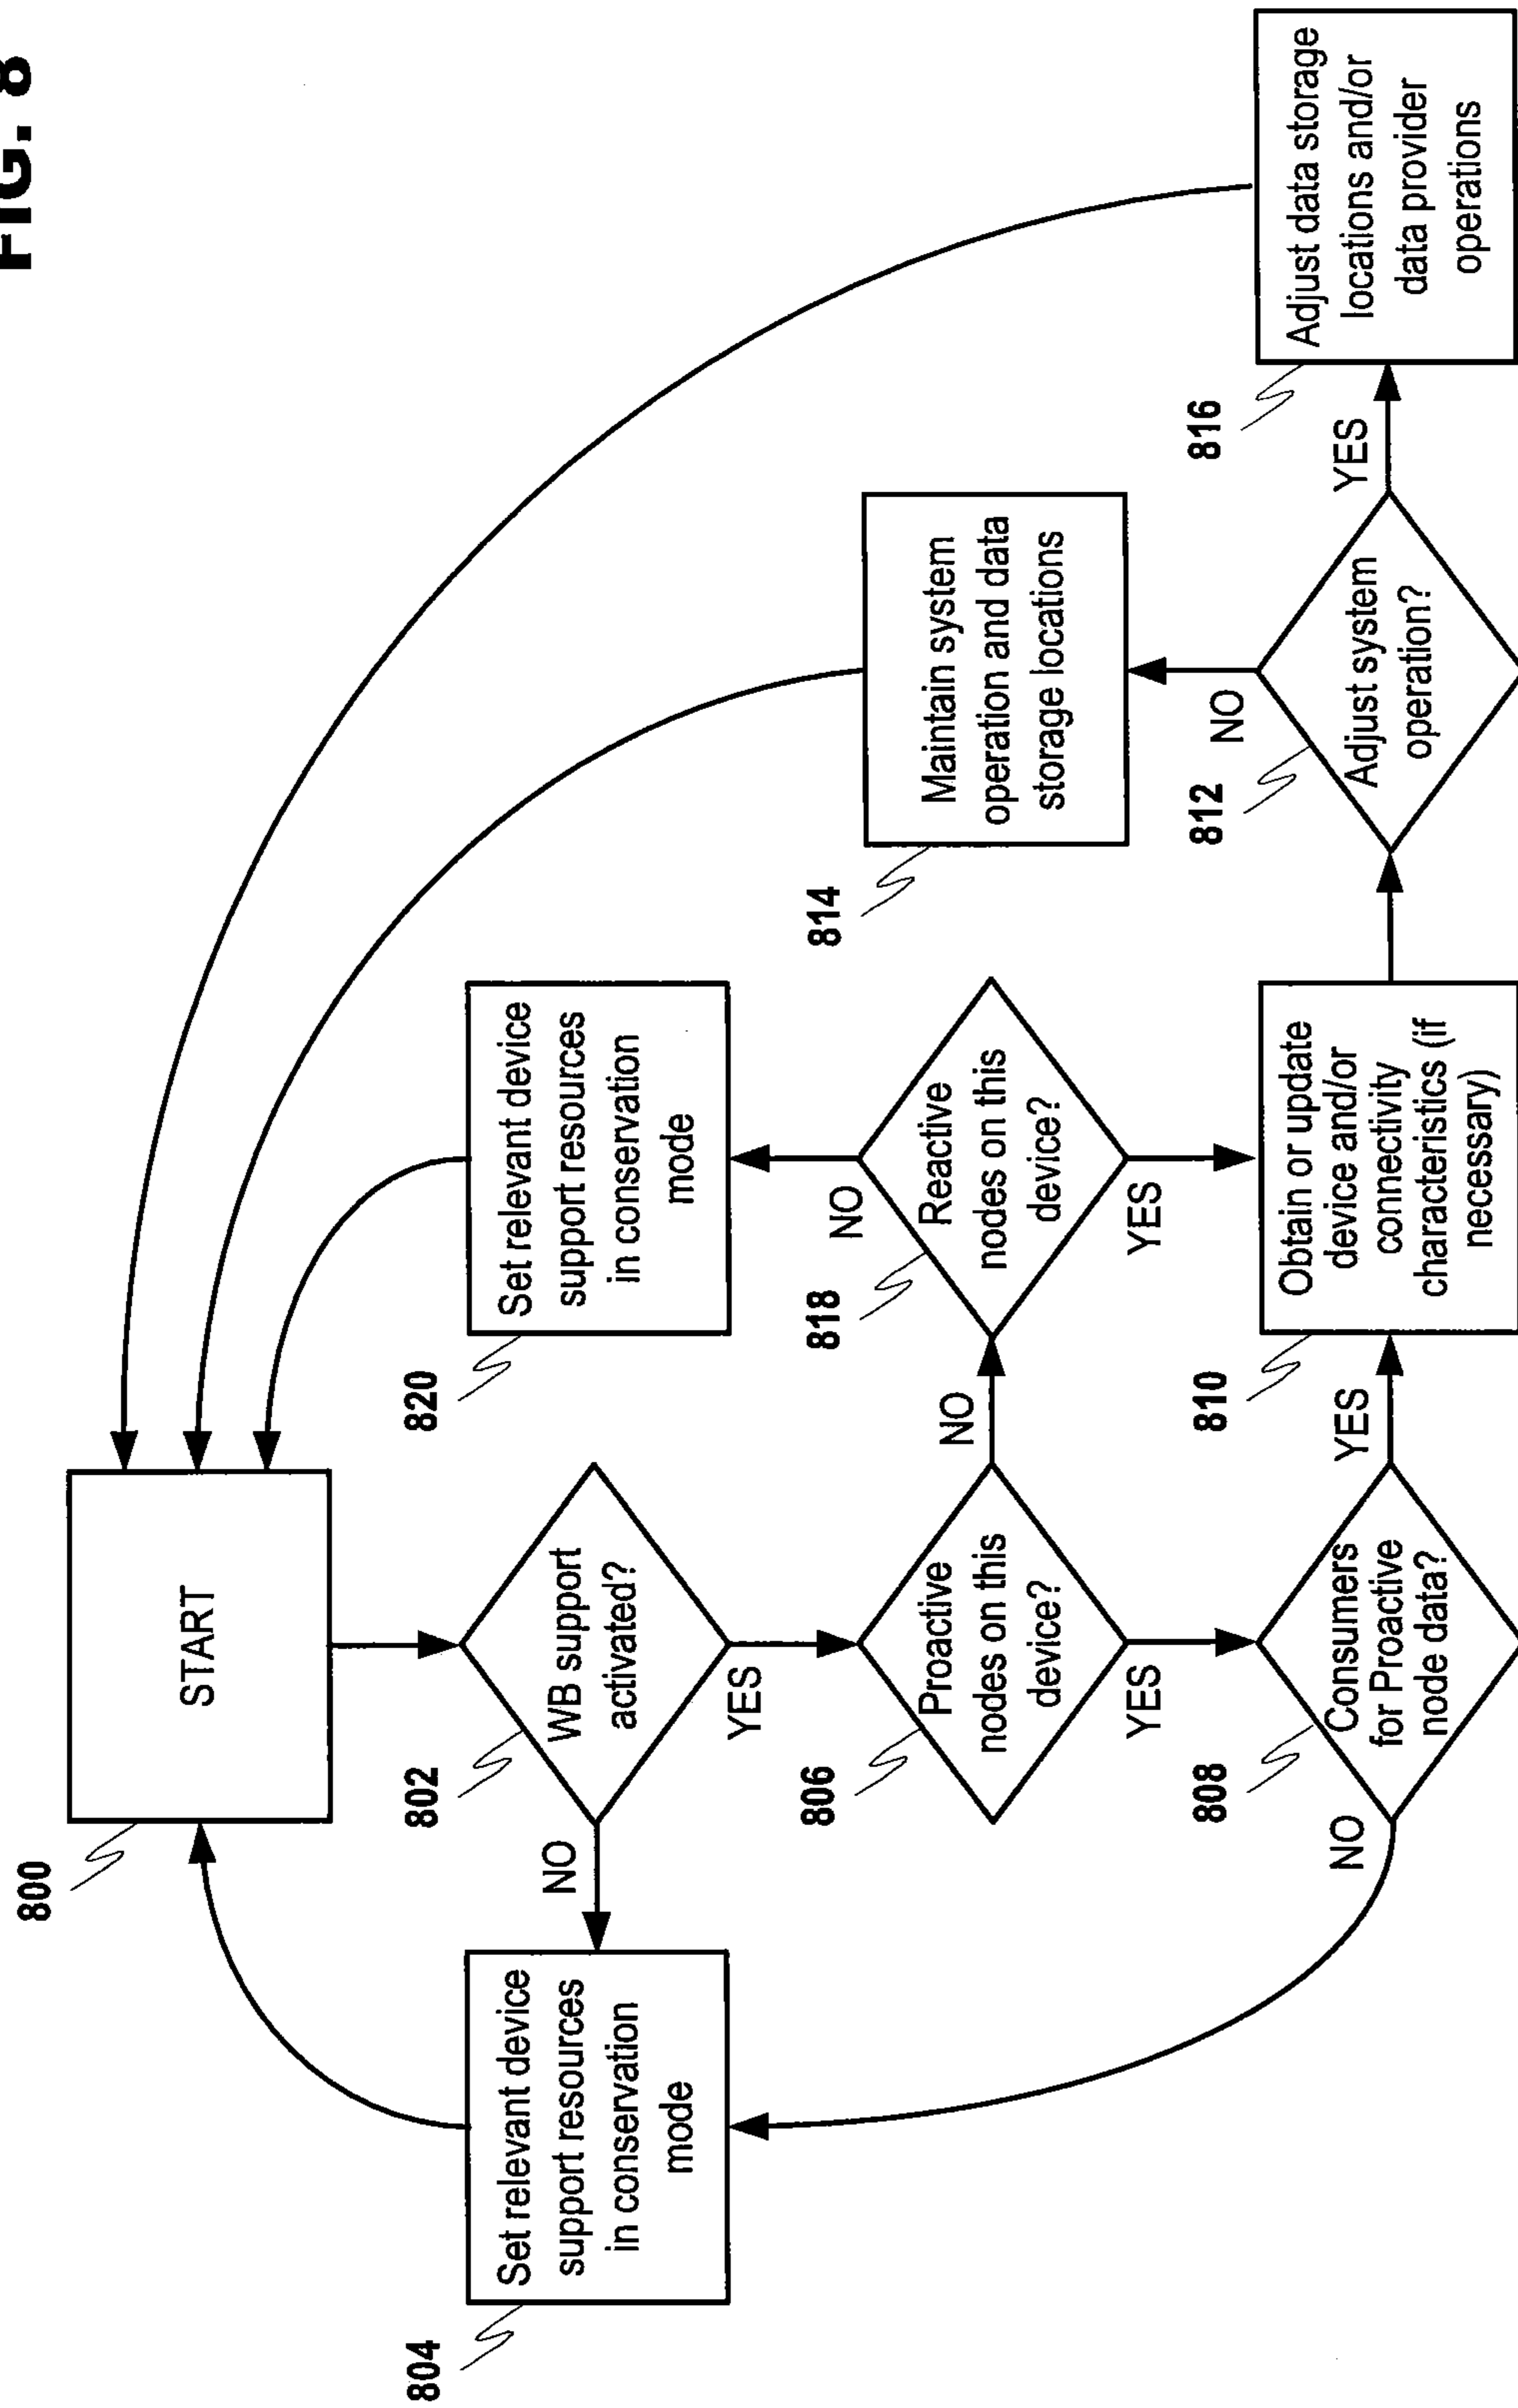 FIG. 8
800
START
802
WB support
activated?
NO
YES
804
Set relevant device
support resources
in conservation
mode
806
Proactive
nodes on this
device?
NO
YES
808
Consumers
for Proactive
node data?
NO
YES
818
Reactive
nodes on this
device?
NO
YES
820
Set relevant device
support resources
in conservation
mode
810
Obtain or update
device and/or
connectivity
characteristics (if
necessary)
812
Adjust system
operation?
NO
YES
814
Maintain system
operation and data
storage locations
816
Adjust data storage
locations and/or
data provider
operations